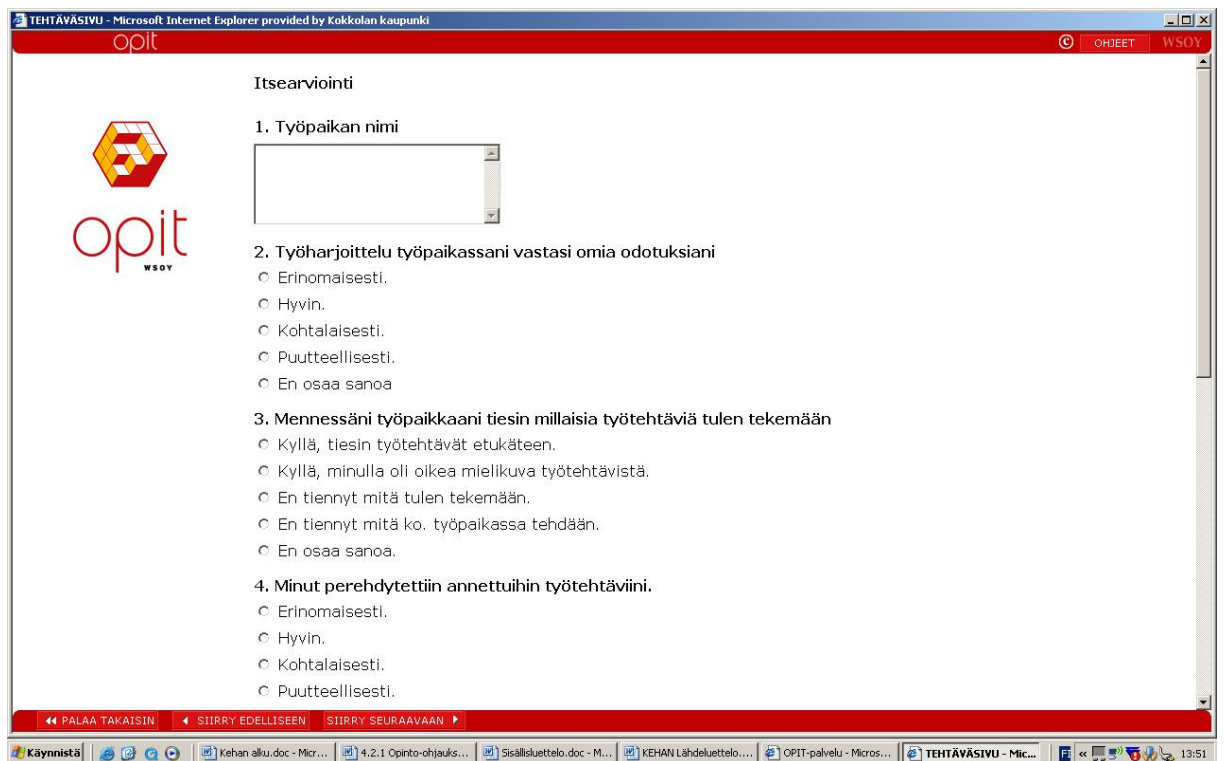 TEHTÄVÄSIVU - Microsoft Internet Explorer provided by Kokkolan kaupunki
opit
© OHJEET WSOY
Itsearviointi
1. Työpaikan nimi
opit
WSOY
2. Työharjoittelu työpaikassani vastasi omia odotuksiani
Erinomaisesti.
Hyvin.
Kohtalaisesti.
Puutteellisesti.
En osaa sanoa
3. Mennessäni työpaikkaani tiesin millaisia työtehtäviä tulen tekemään
Kyllä, tiesin työtehtävät etukäteen.
Kyllä, minulla oli oikea mielikuva työtehtävistä.
En tiennyt mitä tulen tekemään.
En tiennyt mitä ko. työpaikassa tehdään.
En osaa sanoa.
4. Minut perehdytettiin annettuihin työtehtäviini.
Erinomaisesti.
Hyvin.
Kohtalaisesti.
Puutteellisesti.
PALAA TAKAISIN SIIRRY EDELLISEEN SIIRRY SEURAAVAAN
Käynnistä Kehan alku.doc - Micr... 4.2.1 Opinto-ohjauks... Sisällisluettelo.doc - M... KEHAN Lähdeluettelo.... OPIT-palvelu - Micros... TEHTÄVÄSIVU - Mic... FI « 13:51